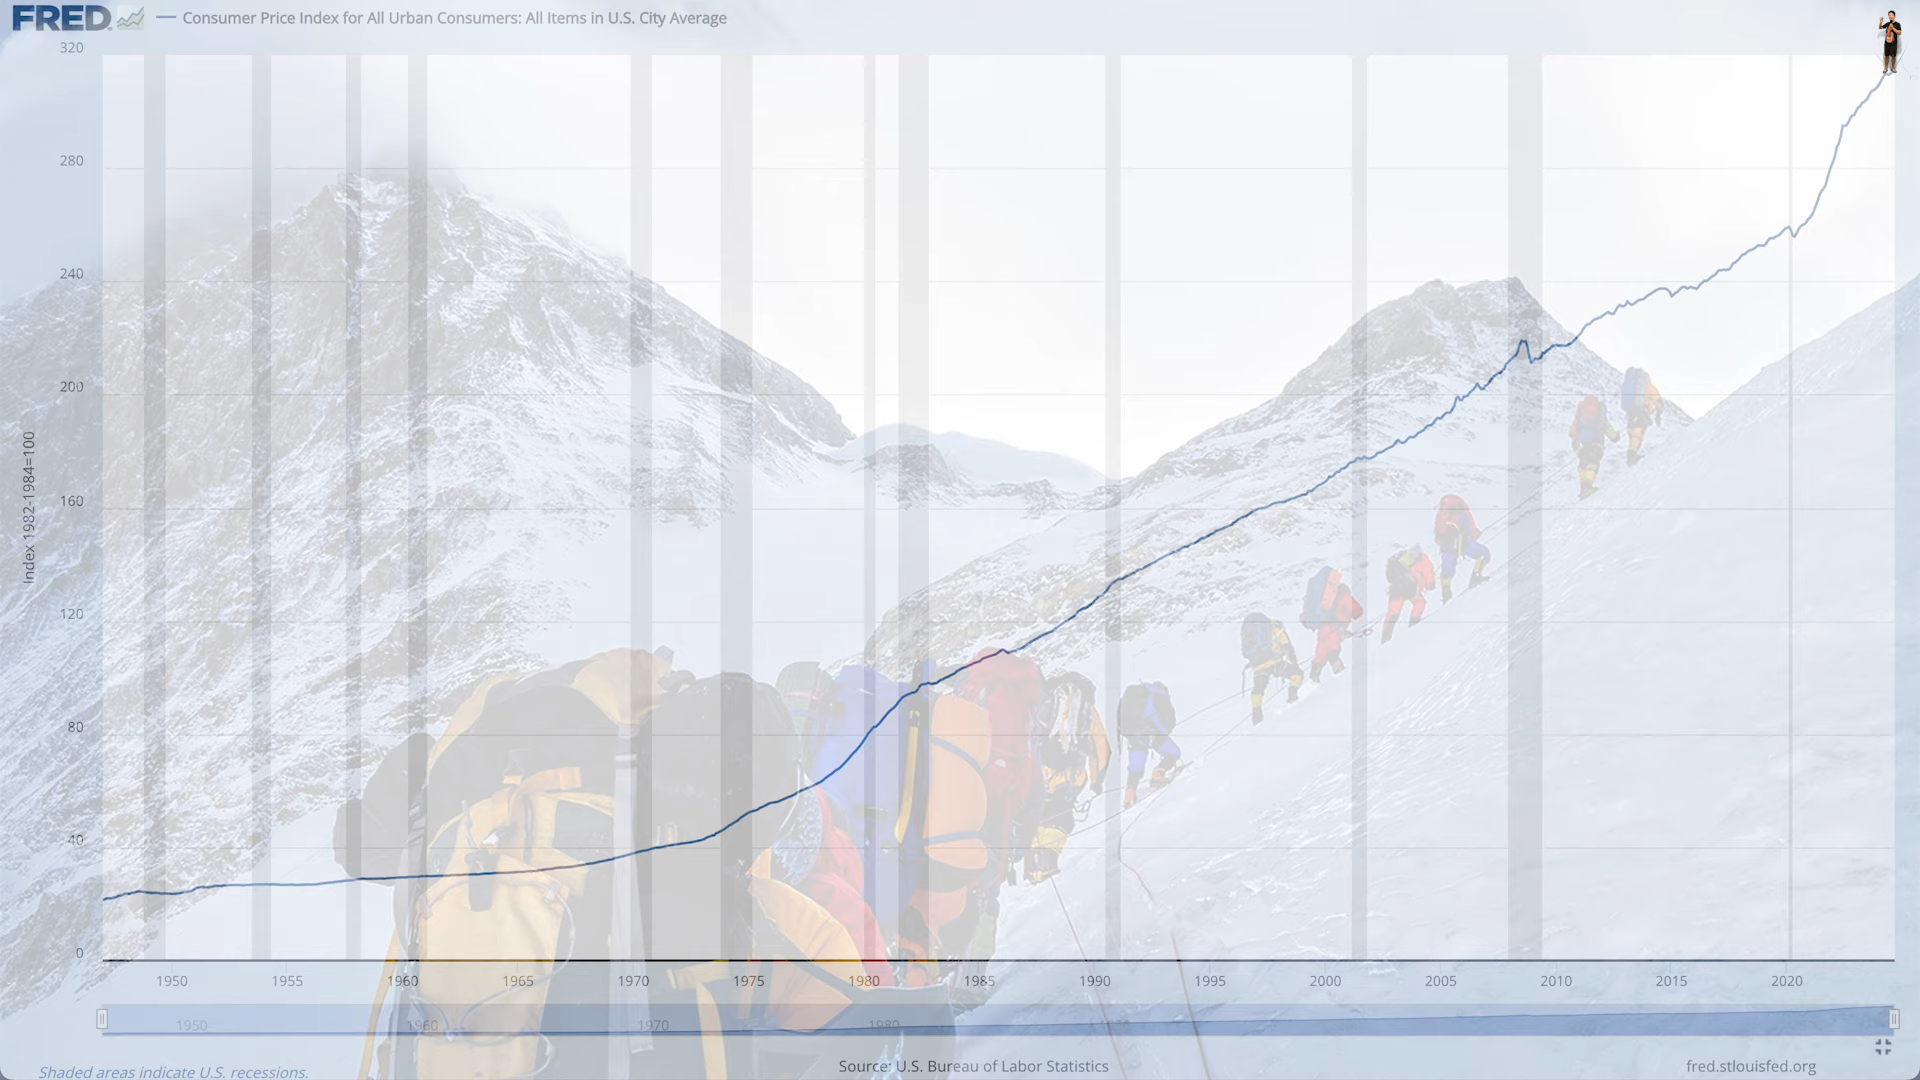 FRED
Consumer Price Index for All Urban Consumers: All Items in U.S. City Average
320
280
240
200
160
120
80
40
0
Index 1982-1984=100
1950 1955 1960 1965 1970 1975 1980 1985 1990 1995 2000 2005 2010 2015 2020
1950 1960 1970 1980
Shaded areas indicate U.S. recessions.
Source: U.S. Bureau of Labor Statistics
fred.stlouisfed.org